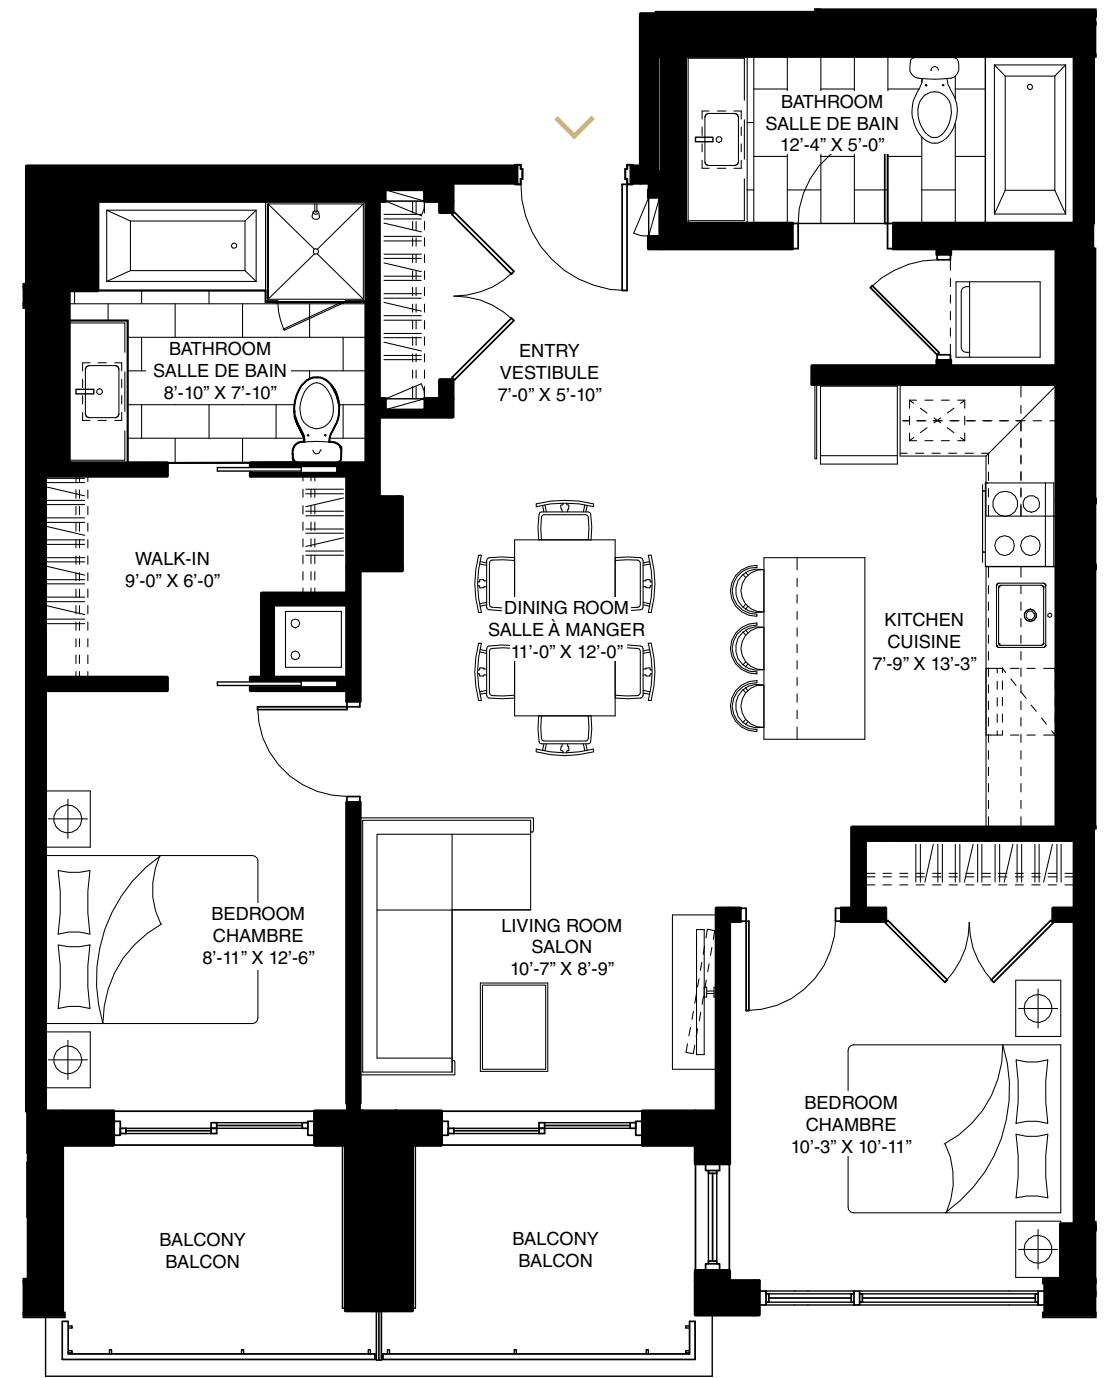 BATHROOM
SALLE DE BAIN
12'-4” X 5'-0”
BATHROOM
SALLE DE BAIN
8'-10” X 7'-10”
ENTRY
VESTIBULE
7'-0” X 5'-10”
WALK-IN
9'-0” X 6'-0”
DINING ROOM
SALLE À MANGER
11'-0” X 12'-0”
KITCHEN
CUISINE
7'-9” X 13'-3”
BEDROOM
CHAMBRE
8'-11” X 12'-6”
LIVING ROOM
SALON
10'-7” X 8'-9”
BEDROOM
CHAMBRE
10'-3” X 10'-11”
BALCONY
BALCON
BALCONY
BALCON